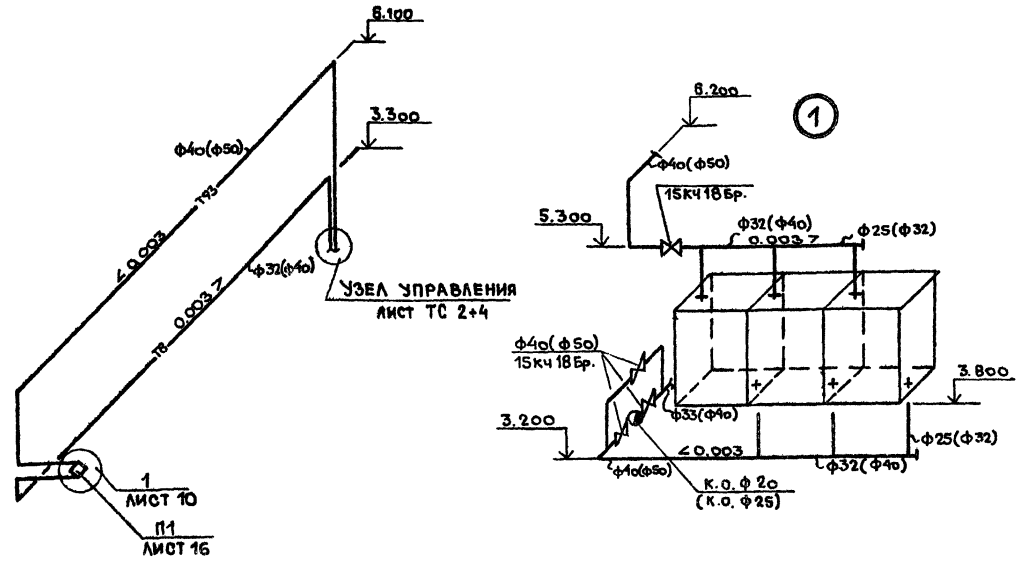 6.100
3.300
ф40(ф50)
Т93
<0.003
0.003 7
ф32(ф40)
Т8
УЗЕЛ УПРАВЛЕНИЯ
ЛИСТ ТС 2÷4
1
ЛИСТ 10
П1
ЛИСТ 16
1
6.200
ф40(ф50)
15КЧ18Бр.
5.300
ф32(ф40)
0.003 7
ф25(ф32)
ф40(ф50)
15КЧ18Бр.
3.800
ф33(ф40)
3.200
<0.003
ф25(ф32)
ф40(ф50)
ф32(ф40)
К.О. ф20
(К.О. ф25)